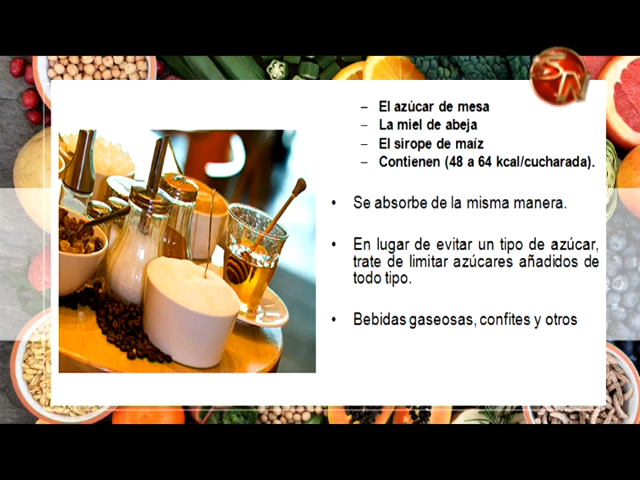 SN
– El azúcar de mesa
– La miel de abeja
– El sirope de maíz
– Contienen (48 a 64 kcal/cucharada).
• Se absorbe de la misma manera.
• En lugar de evitar un tipo de azúcar,
trate de limitar azúcares añadidos de
todo tipo.
• Bebidas gaseosas, confites y otros